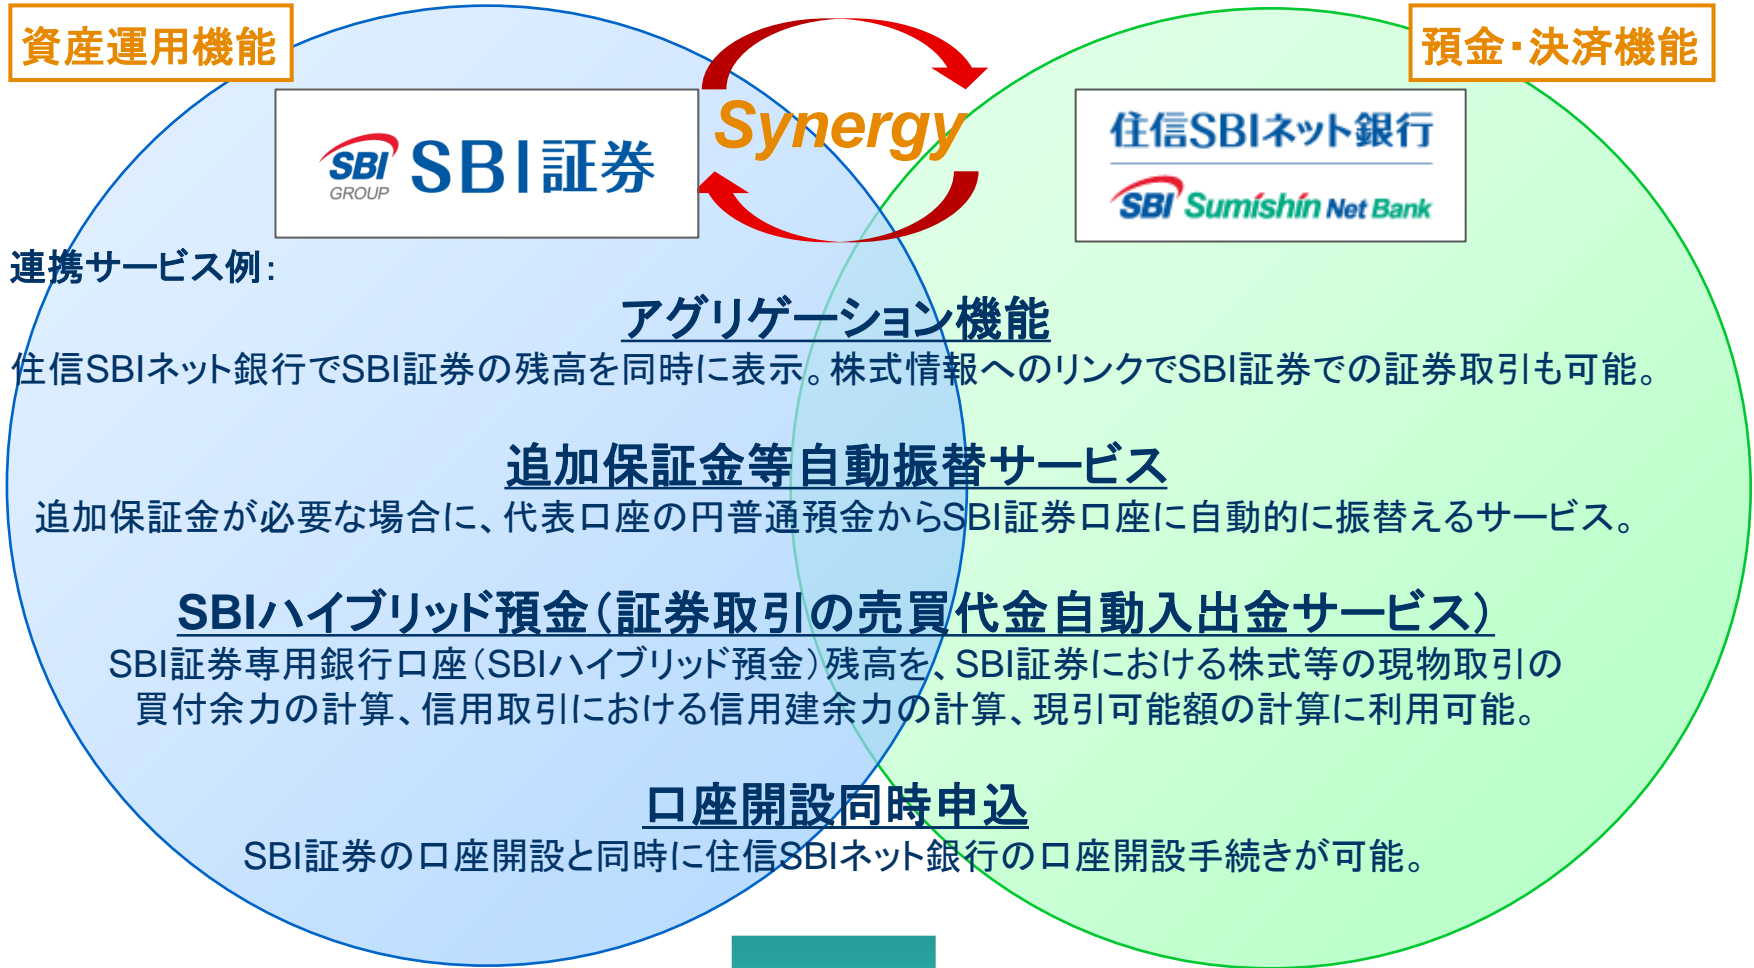 資産運用機能
預金・決済機能
SBI GROUP SBI証券
Synergy
住信SBIネット銀行
SBI Sumishin Net Bank
連携サービス例：
アグリゲーション機能
住信SBIネット銀行でSBI証券の残高を同時に表示。株式情報へのリンクでSBI証券での証券取引も可能。
追加保証金等自動振替サービス
追加保証金が必要な場合に、代表口座の円普通預金からSBI証券口座に自動的に振替えるサービス。
SBIハイブリッド預金（証券取引の売買代金自動入出金サービス）
SBI証券専用銀行口座（SBIハイブリッド預金）残高を、SBI証券における株式等の現物取引の
買付余力の計算、信用取引における信用建余力の計算、現引可能額の計算に利用可能。
口座開設同時申込
SBI証券の口座開設と同時に住信SBIネット銀行の口座開設手続きが可能。